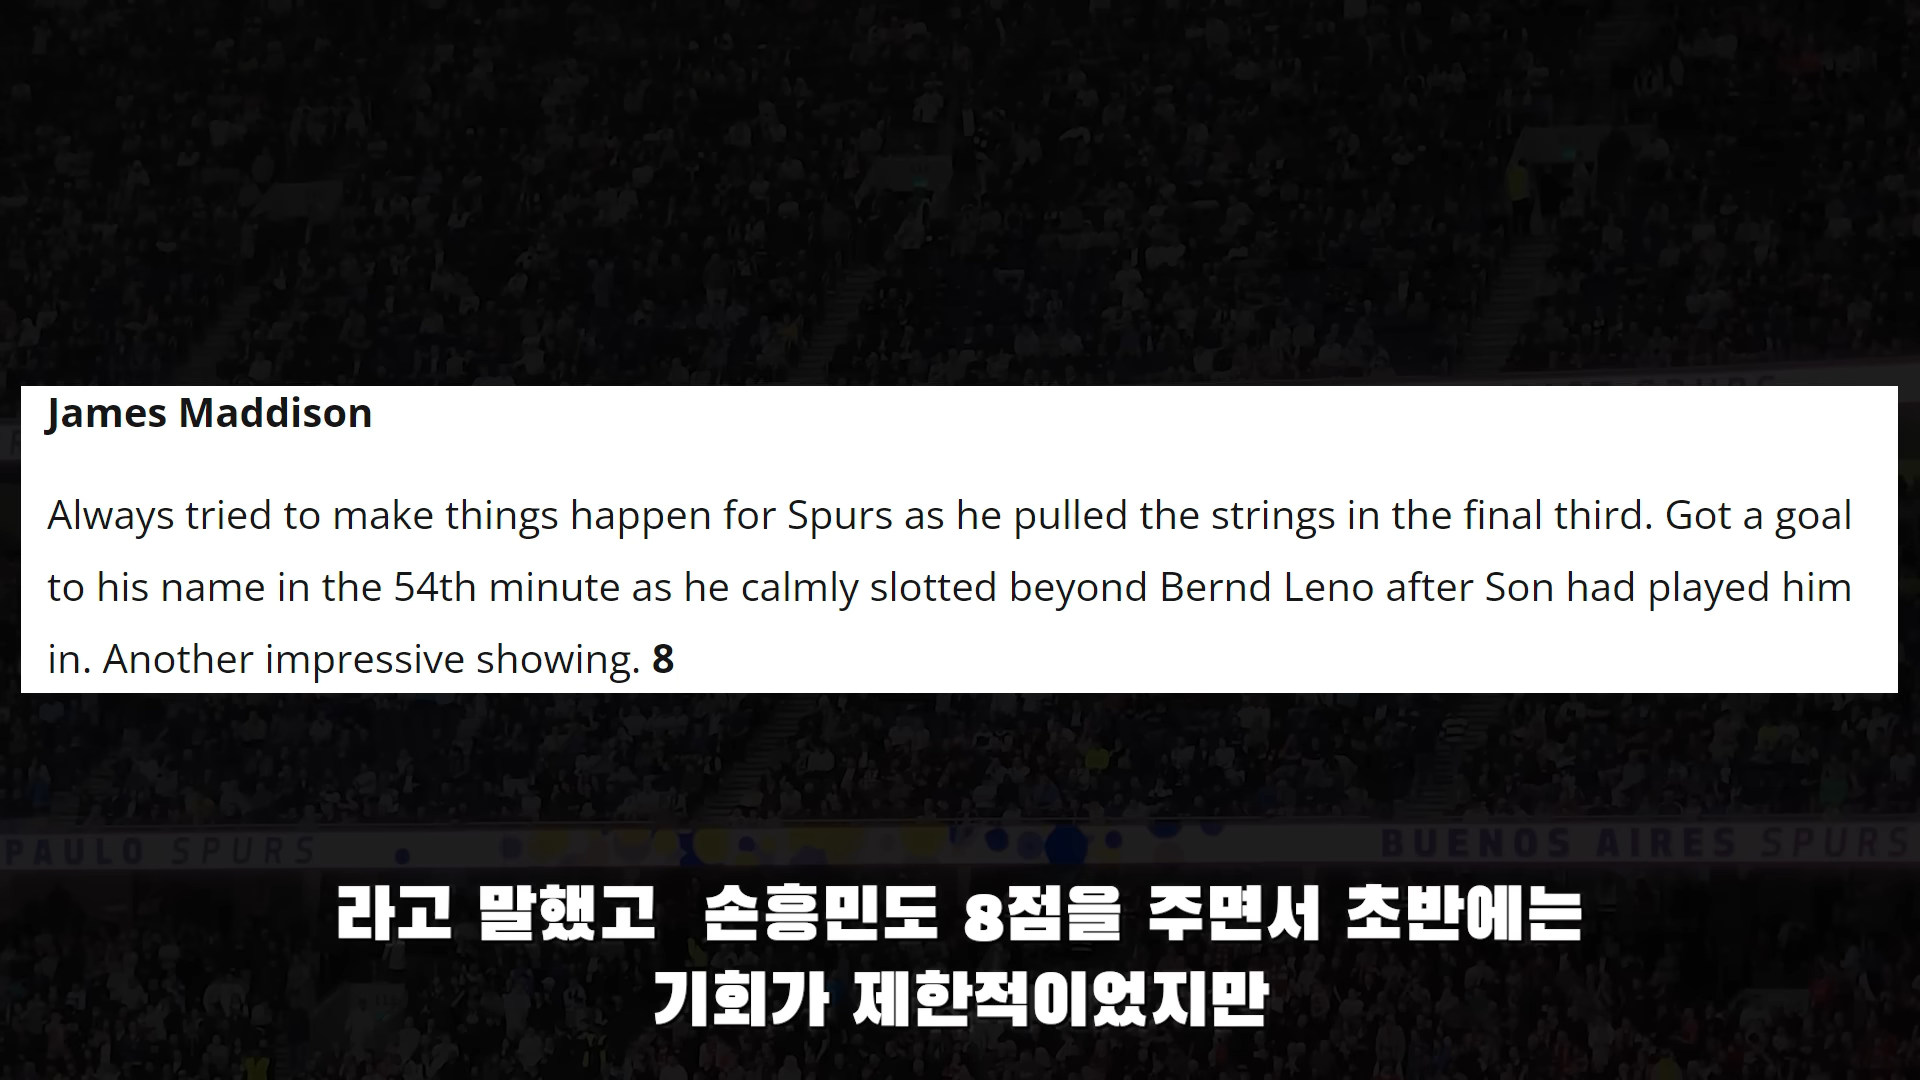 James Maddison
Always tried to make things happen for Spurs as he pulled the strings in the final third. Got a goal
to his name in the 54th minute as he calmly slotted beyond Bernd Leno after Son had played him
in. Another impressive showing. 8
PAULO SPURS
BUENOS AIRES SPURS
라고 말했고 손흥민도 8점을 주면서 초반에는
기회가 제한적이었지만